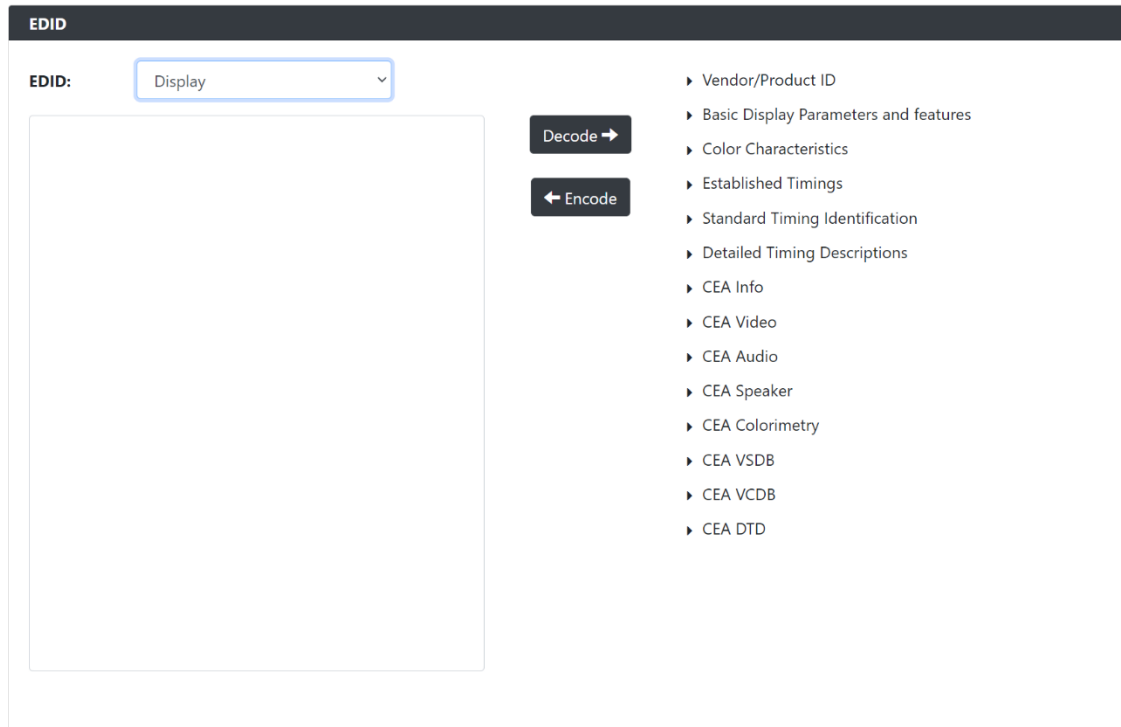 EDID
EDID:
Display
Decode
Encode
Vendor/Product ID
Basic Display Parameters and features
Color Characteristics
Established Timings
Standard Timing Identification
Detailed Timing Descriptions
CEA Info
CEA Video
CEA Audio
CEA Speaker
CEA Colorimetry
CEA VSDB
CEA VCDB
CEA DTD